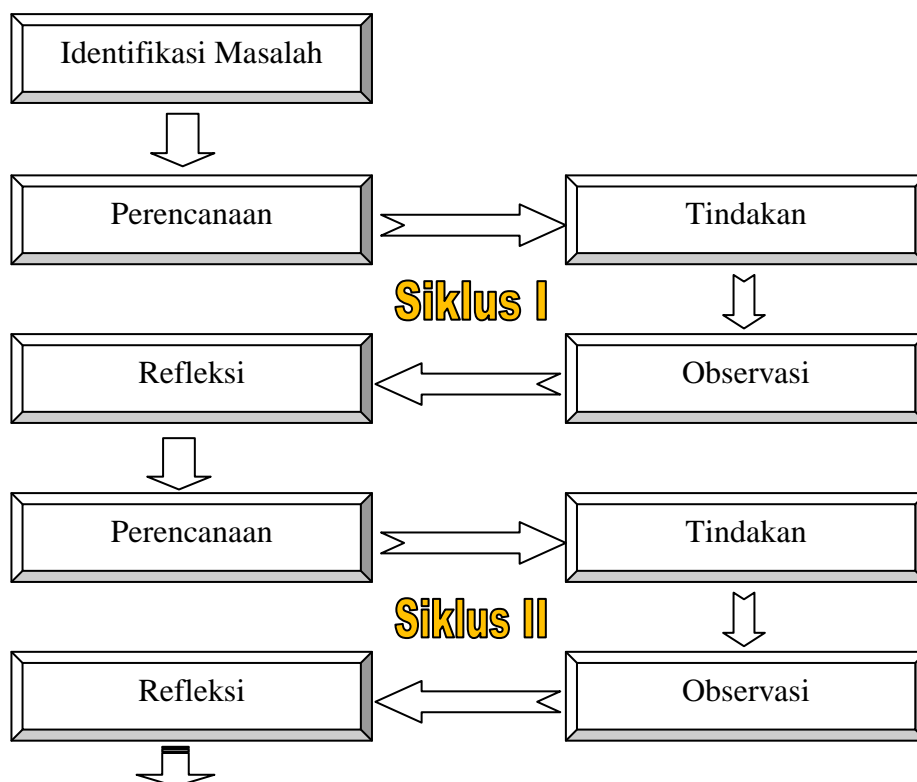 Identifikasi Masalah
Perencanaan
Tindakan
Siklus I
Refleksi
Observasi
Perencanaan
Tindakan
Siklus II
Refleksi
Observasi